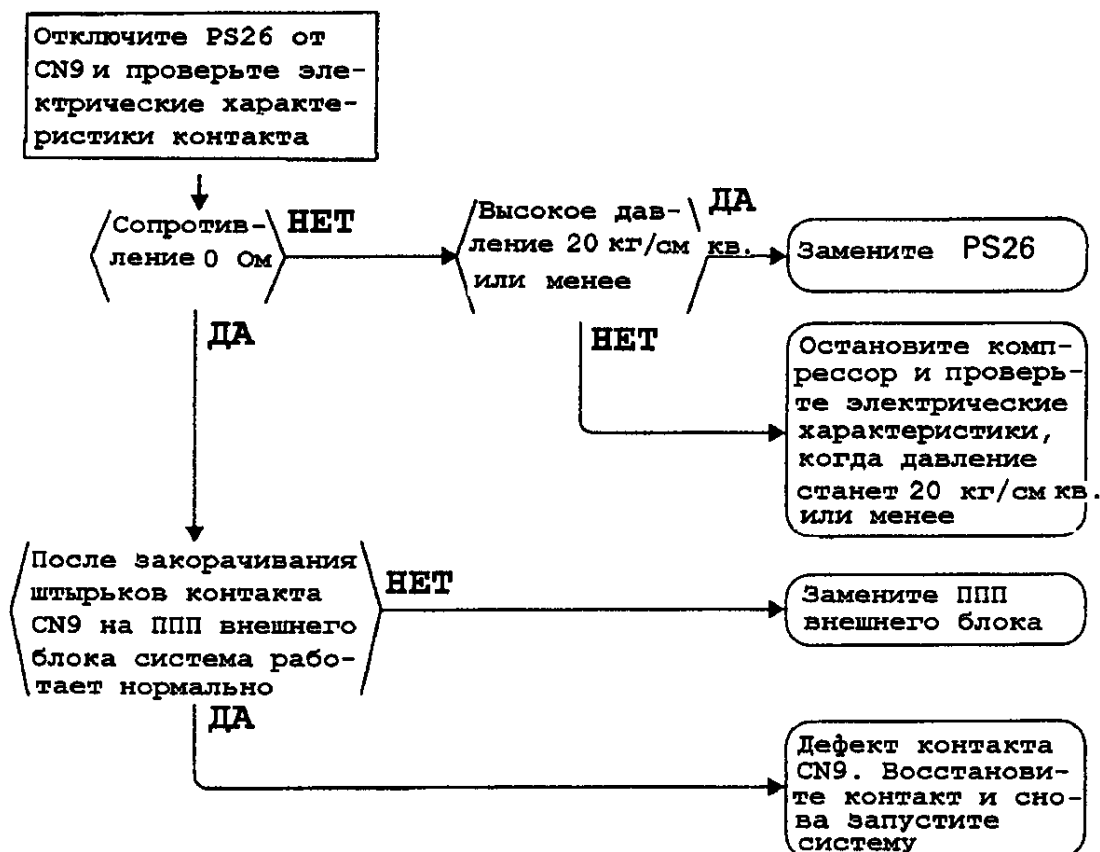 Отключите PS26 от
CN9 и проверьте эле-
ктрические характе-
ристики контакта
Сопротив-
ление 0 Ом
НЕТ
Высокое дав-
ление 20 кг/см кв.
или менее
ДА
Замените PS26
ДА
НЕТ
Остановите комп-
рессор и проверь-
те электрические
характеристики,
когда давление
станет 20 кг/см кв.
или менее
После закорачивания
штырьков контакта
CN9 на ППП внешнего
блока система рабо-
тает нормально
НЕТ
Замените ППП
внешнего блока
ДА
Дефект контакта
CN9. Восстанови-
те контакт и сно-
ва запустите
систему